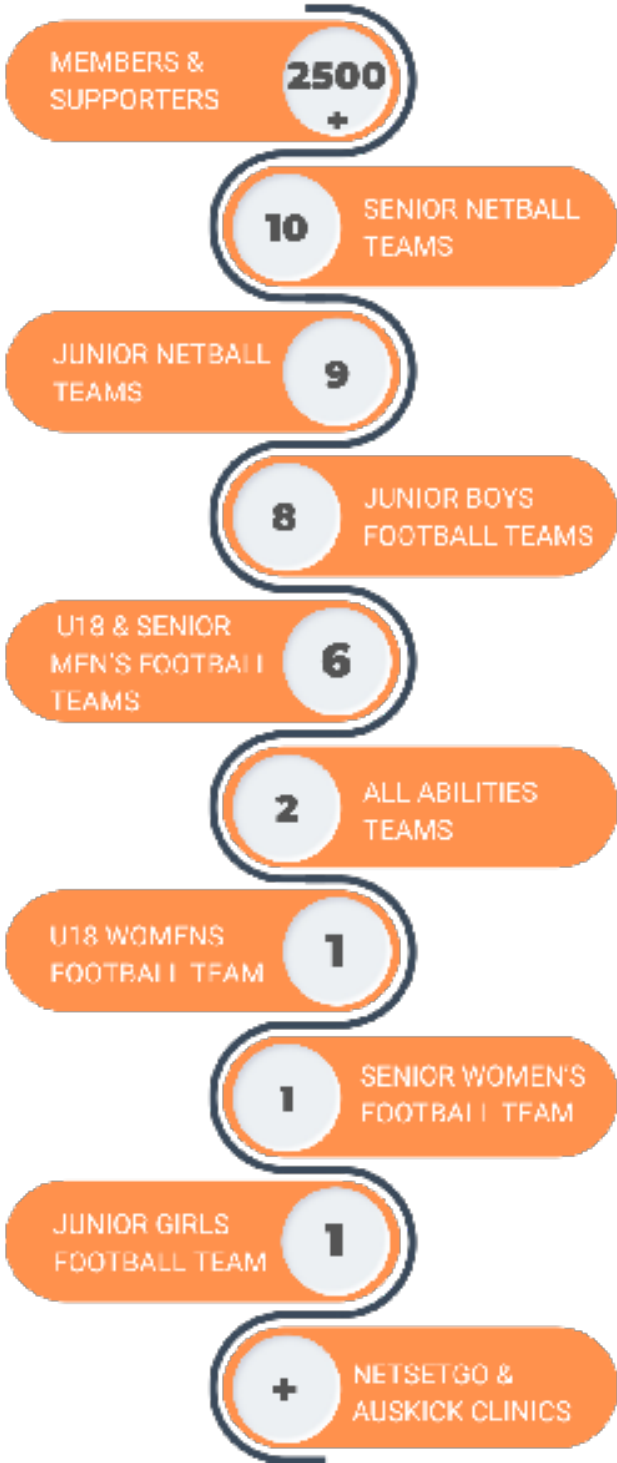 MEMBERS &
SUPPORTERS
2500
+
10
SENIOR NETBALL
TEAMS
JUNIOR NETBALL
TEAMS
9
8
JUNIOR BOYS
FOOTBALL TEAMS
U18 & SENIOR
MEN'S FOOTBALL
TEAMS
6
2
ALL ABILITIES
TEAMS
U18 WOMENS
FOOTBALL TEAM
1
1
SENIOR WOMEN'S
FOOTBALL TEAM
JUNIOR GIRLS
FOOTBALL TEAM
1
+
NETSETGO &
AUSKICK CLINICS